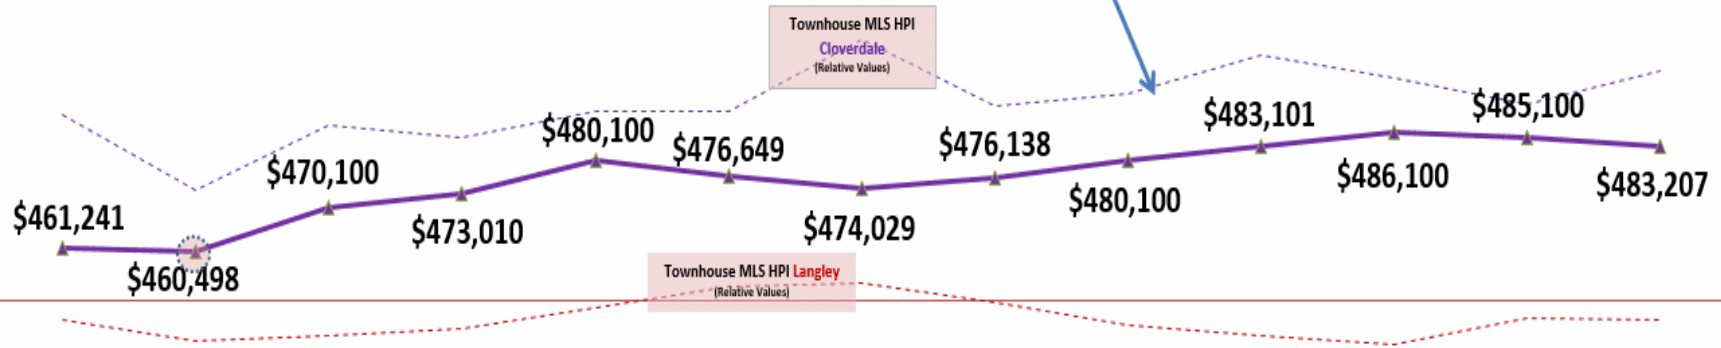 Townhouse MLS HPI
Cloverdale
(Relative Values)
$461,241
$460,498
$470,100
$473,010
$480,100
$476,649
$474,029
$476,138
$480,100
$483,101
$486,100
$485,100
$483,207
Townhouse MLS HPI Langley
(Relative Values)